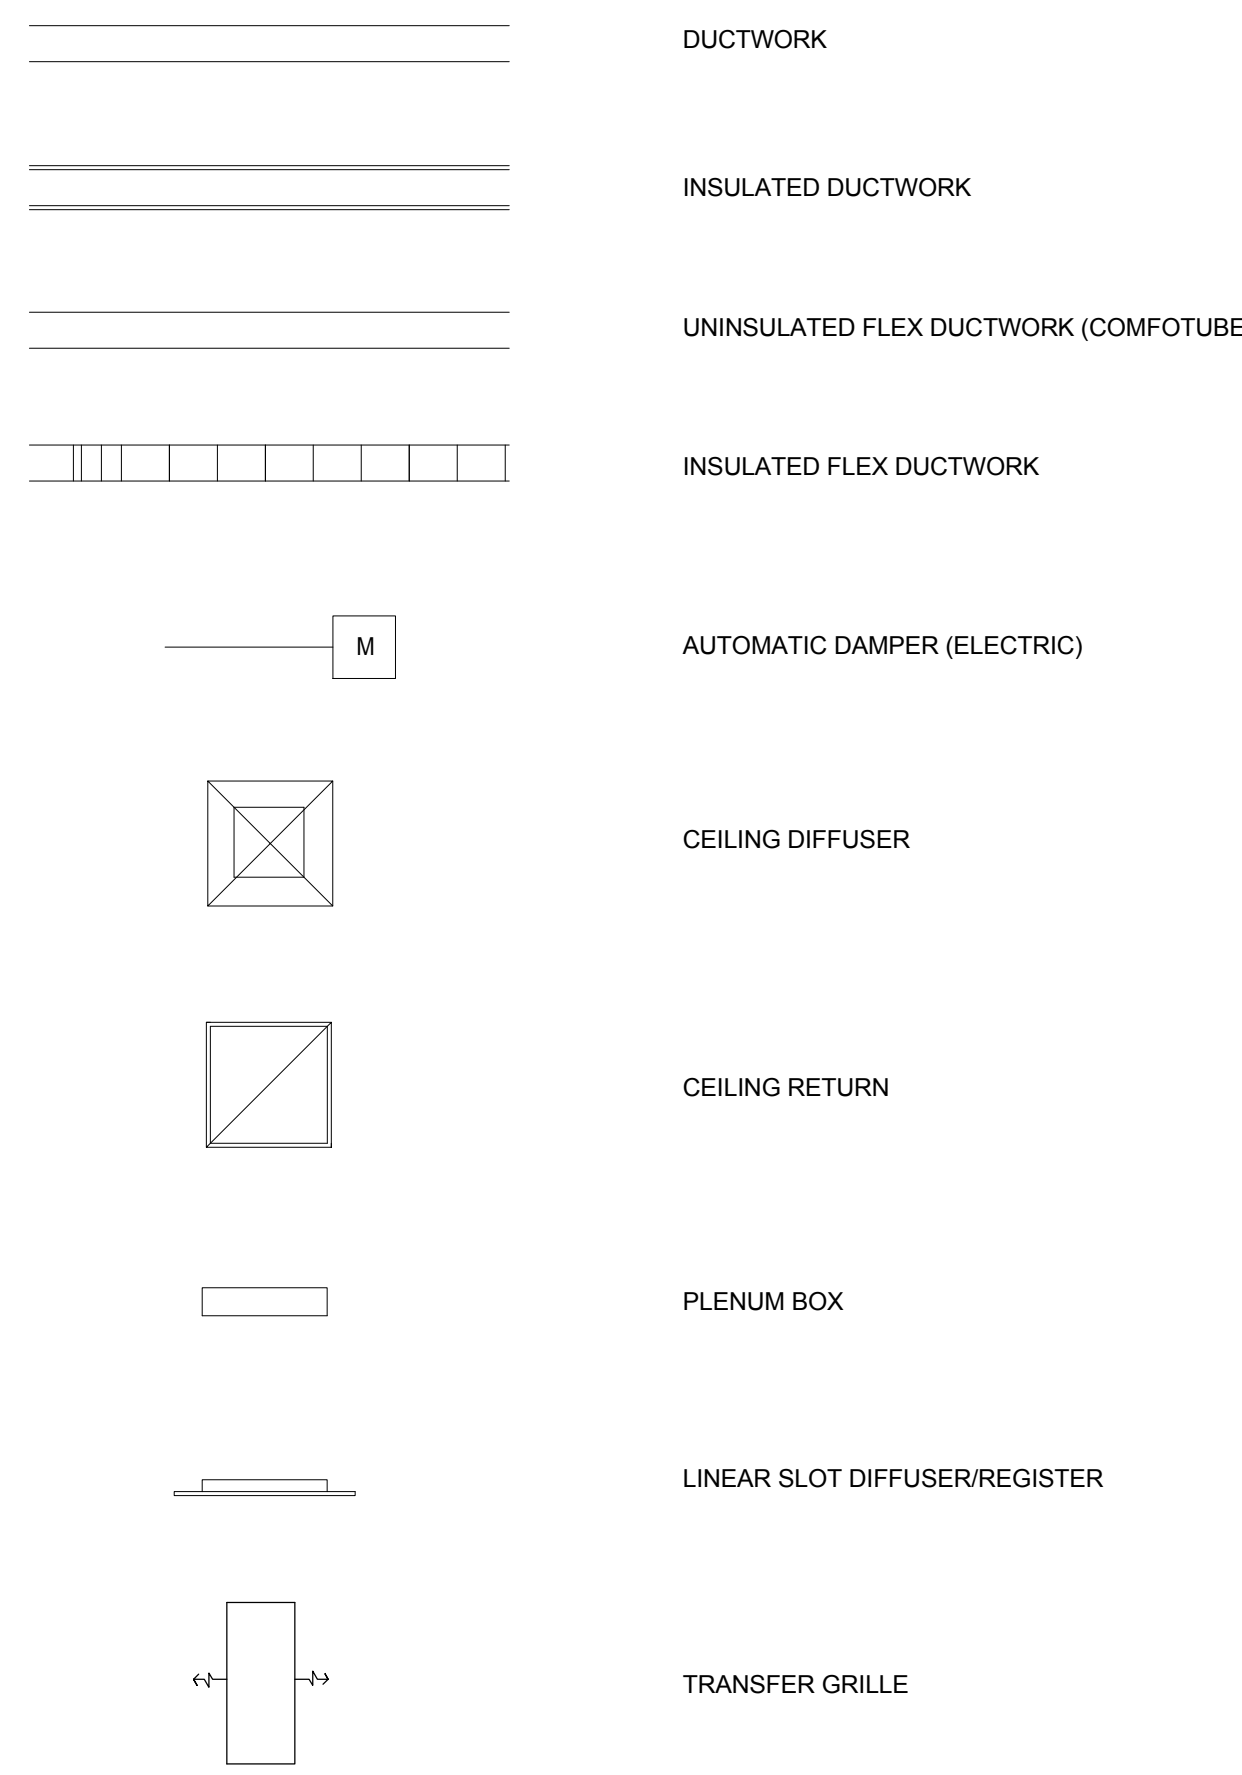 DUCTWORK
INSULATED DUCTWORK
UNINSULATED FLEX DUCTWORK (COMFOTUBE
INSULATED FLEX DUCTWORK
M AUTOMATIC DAMPER (ELECTRIC)
CEILING DIFFUSER
CEILING RETURN
PLENUM BOX
LINEAR SLOT DIFFUSER/REGISTER
TRANSFER GRILLE